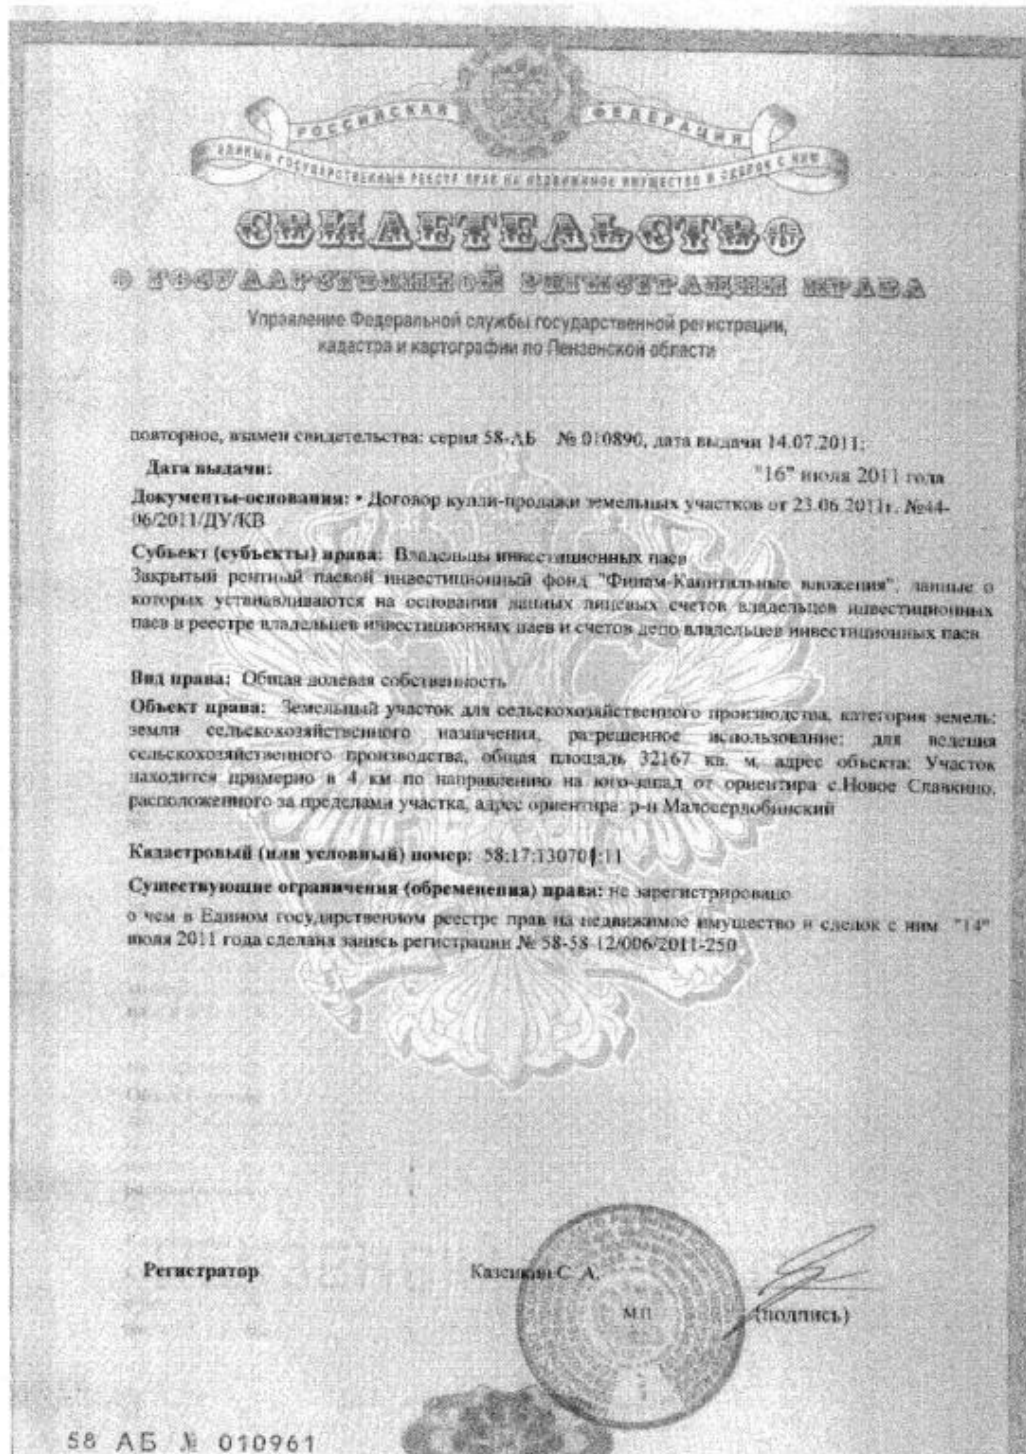 РОССИЙСКАЯ ФЕДЕРАЦИЯ
ЕДИНЫЙ ГОСУДАРСТВЕННЫЙ РЕЕСТР ПРАВ НА НЕДВИЖИМОЕ ИМУЩЕСТВО И СДЕЛОК С НИМ
СВИДЕТЕЛЬСТВО
О ГОСУДАРСТВЕННОЙ РЕГИСТРАЦИИ ПРАВА
Управление Федеральной службы государственной регистрации,
кадастра и картографии по Пензенской области
повторное, взамен свидетельства: серия 58-АБ № 010890, дата выдачи 14.07.2011;
Дата выдачи: "16" июля 2011 года
Документы-основания: • Договор купли-продажи земельных участков от 23.06.2011г. №44-
06/2011/ДУ/КВ
Субъект (субъекты) права: Владельцы инвестиционных паев
Закрытый рентный паевой инвестиционный фонд "Финам-Капитальные вложения", данные о
которых устанавливаются на основании данных лицевых счетов владельцев инвестиционных
паев в реестре владельцев инвестиционных паев и счетов депо владельцев инвестиционных паев
Вид права: Общая долевая собственность
Объект права: Земельный участок для сельскохозяйственного производства, категория земель:
земли сельскохозяйственного назначения, разрешенное использование: для ведения
сельскохозяйственного производства, общая площадь 32167 кв. м, адрес объекта: Участок
находится примерно в 4 км по направлению на юго-запад от ориентира с.Новое Славкино,
расположенного за пределами участка, адрес ориентира: р-н Малосердобинский
Кадастровый (или условный) номер: 58:17:130701:11
Существующие ограничения (обременения) права: не зарегистрировано
о чем в Едином государственном реестре прав на недвижимое имущество и сделок с ним "14"
июля 2011 года сделана запись регистрации № 58-58-12/006/2011-250
Регистратор Казенкин С. А.
М.П. (подпись)
58 АБ № 010961